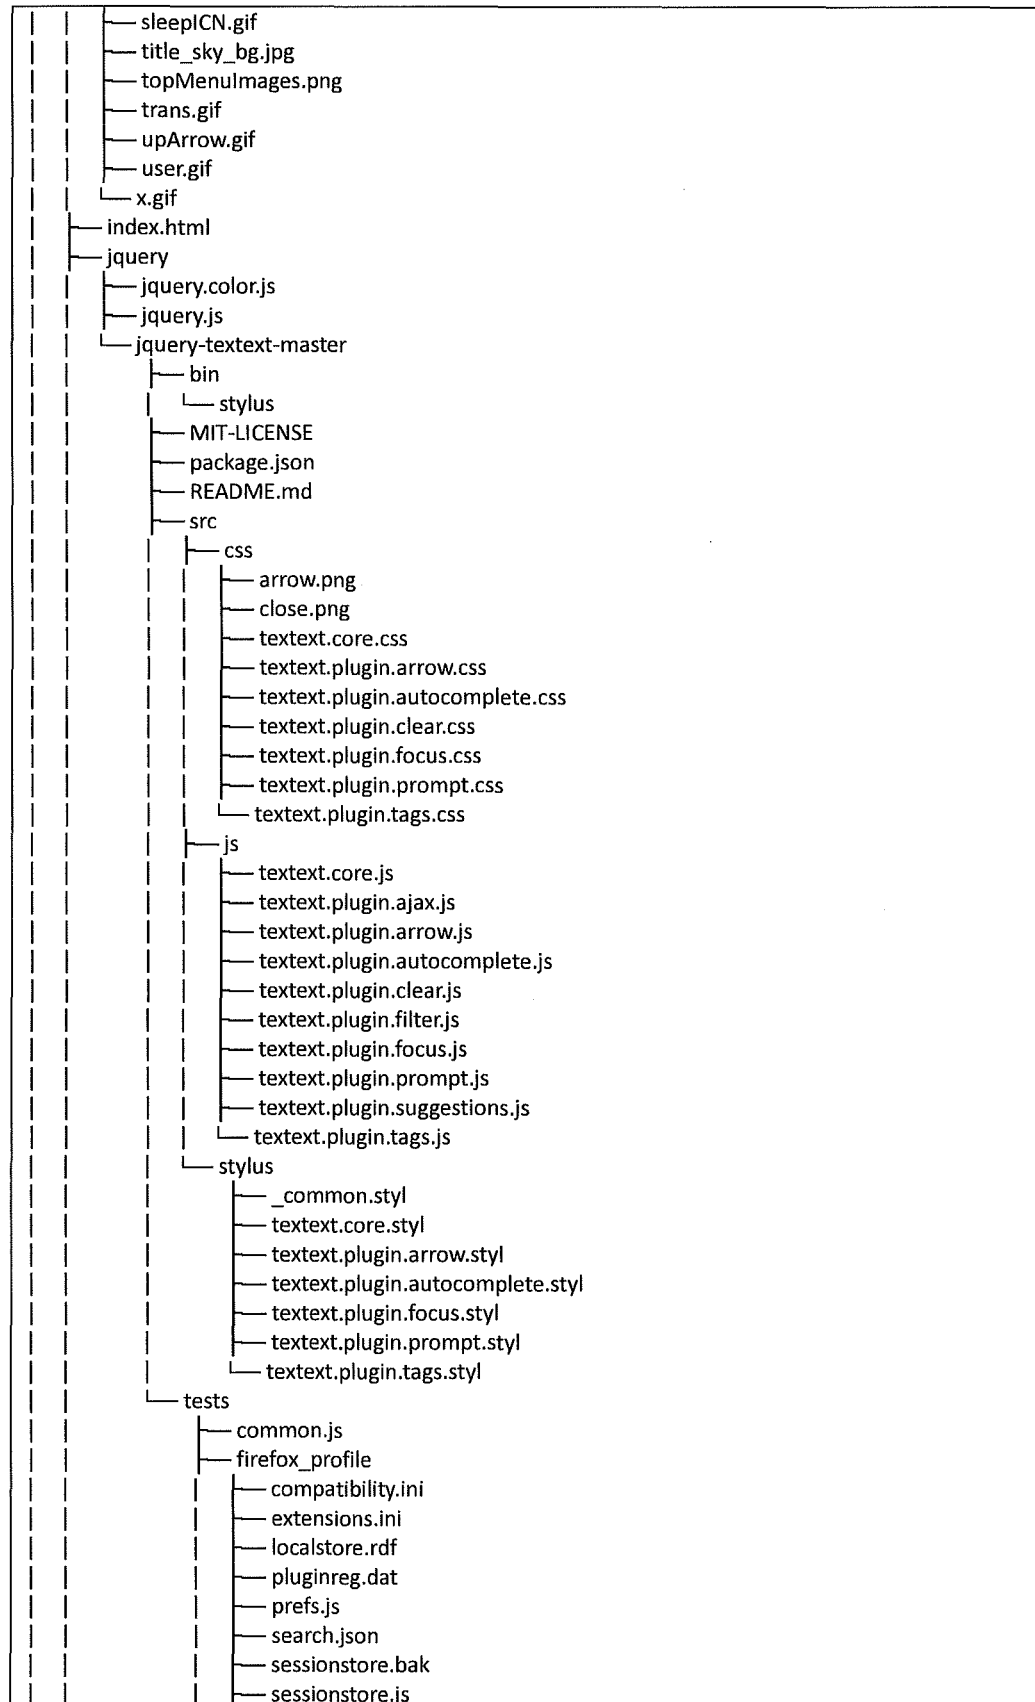 sleepICN.gif
title_sky_bg.jpg
topMenuImages.png
trans.gif
upArrow.gif
user.gif
x.gif
index.html
jquery
jquery.color.js
jquery.js
jquery-textext-master
bin
stylus
MIT-LICENSE
package.json
README.md
src
css
arrow.png
close.png
textext.core.css
textext.plugin.arrow.css
textext.plugin.autocomplete.css
textext.plugin.clear.css
textext.plugin.focus.css
textext.plugin.prompt.css
textext.plugin.tags.css
js
textext.core.js
textext.plugin.ajax.js
textext.plugin.arrow.js
textext.plugin.autocomplete.js
textext.plugin.clear.js
textext.plugin.filter.js
textext.plugin.focus.js
textext.plugin.prompt.js
textext.plugin.suggestions.js
textext.plugin.tags.js
stylus
_common.styl
textext.core.styl
textext.plugin.arrow.styl
textext.plugin.autocomplete.styl
textext.plugin.focus.styl
textext.plugin.prompt.styl
textext.plugin.tags.styl
tests
common.js
firefox_profile
compatibility.ini
extensions.ini
localstore.rdf
pluginreg.dat
prefs.js
search.json
sessionstore.bak
sessionstore.js